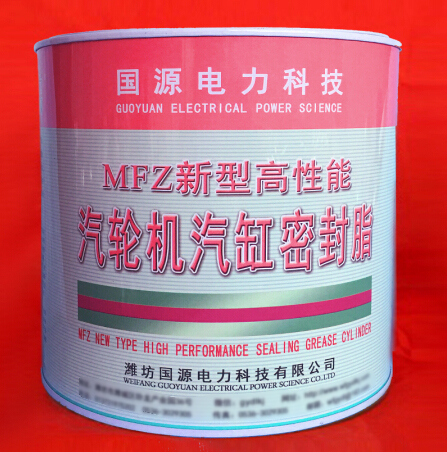 国源电力科技
GUOYUAN ELECTRICAL POWER SCIENCE
MFZ新型高性能
汽轮机汽缸密封脂
MFZ NEW TYPE HIGH PERFORMANCE SEALING GREASE CYLINDER
潍坊国源电力科技有限公司
WEIFANG GUOYUAN ELECTRICAL POWER SCIENCE CO.LTD